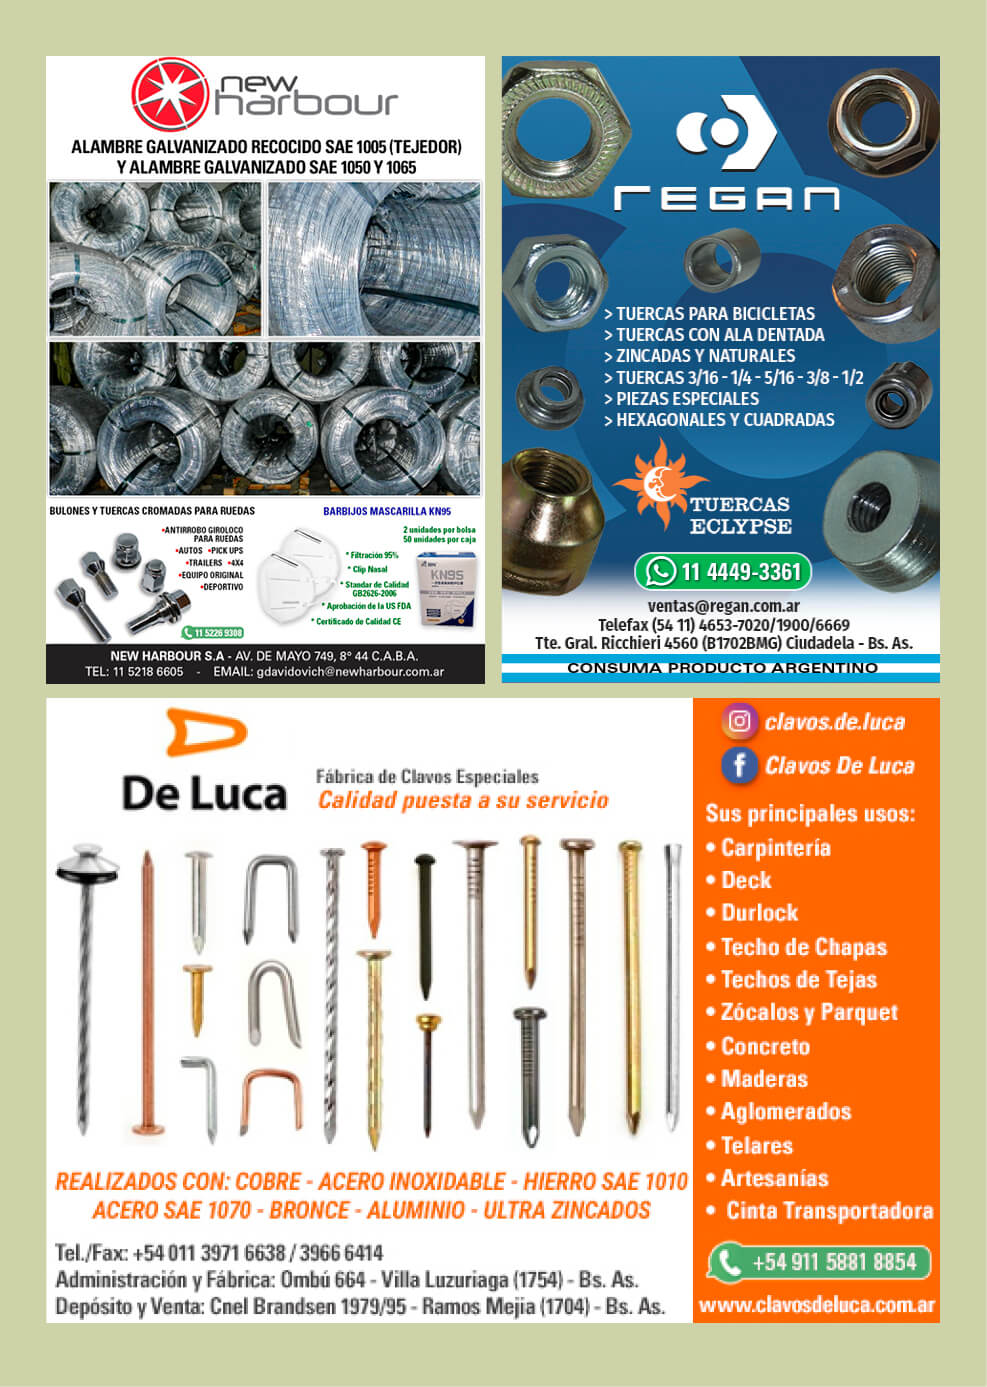 new
harbour
ALAMBRE GALVANIZADO RECOCIDO SAE 1005 (TEJEDOR)
Y ALAMBRE GALVANIZADO SAE 1050 Y 1065
BULONES Y TUERCAS CROMADAS PARA RUEDAS
•ANTIRROBO GIROLOCO
PARA RUEDAS
•AUTOS •PICK UPS
•TRAILERS •4X4
•EQUIPO ORIGINAL
•DEPORTIVO
11 5226 9308
BARBIJOS MASCARILLA KN95
2 unidades por bolsa
50 unidades por caja
* Filtración 95%
* Clip Nasal
* Standar de Calidad
GB2626-2006
* Aprobación de la US FDA
* Certificado de Calidad CE
KN95
NEW HARBOUR S.A - AV. DE MAYO 749, 8° 44 C.A.B.A.
TEL: 11 5218 6605 - EMAIL: gdavidovich@newharbour.com.ar
REGAN
> TUERCAS PARA BICICLETAS
> TUERCAS CON ALA DENTADA
> ZINCADAS Y NATURALES
> TUERCAS 3/16 - 1/4 - 5/16 - 3/8 - 1/2
> PIEZAS ESPECIALES
> HEXAGONALES Y CUADRADAS
TUERCAS
ECLYPSE
11 4449-3361
ventas@regan.com.ar
Telefax (54 11) 4653-7020/1900/6669
Tte. Gral. Ricchieri 4560 (B1702BMG) Ciudadela - Bs. As.
CONSUMA PRODUCTO ARGENTINO
De Luca
Fábrica de Clavos Especiales
Calidad puesta a su servicio
REALIZADOS CON: COBRE - ACERO INOXIDABLE - HIERRO SAE 1010
ACERO SAE 1070 - BRONCE - ALUMINIO - ULTRA ZINCADOS
Tel./Fax: +54 011 3971 6638 / 3966 6414
Administración y Fábrica: Ombú 664 - Villa Luzuriaga (1754) - Bs. As.
Depósito y Venta: Cnel Brandsen 1979/95 - Ramos Mejia (1704) - Bs. As.
clavos.de.luca
Clavos De Luca
Sus principales usos:
• Carpintería
• Deck
• Durlock
• Techo de Chapas
• Techos de Tejas
• Zócalos y Parquet
• Concreto
• Maderas
• Aglomerados
• Telares
• Artesanías
• Cinta Transportadora
+54 911 5881 8854
www.clavosdeluca.com.ar